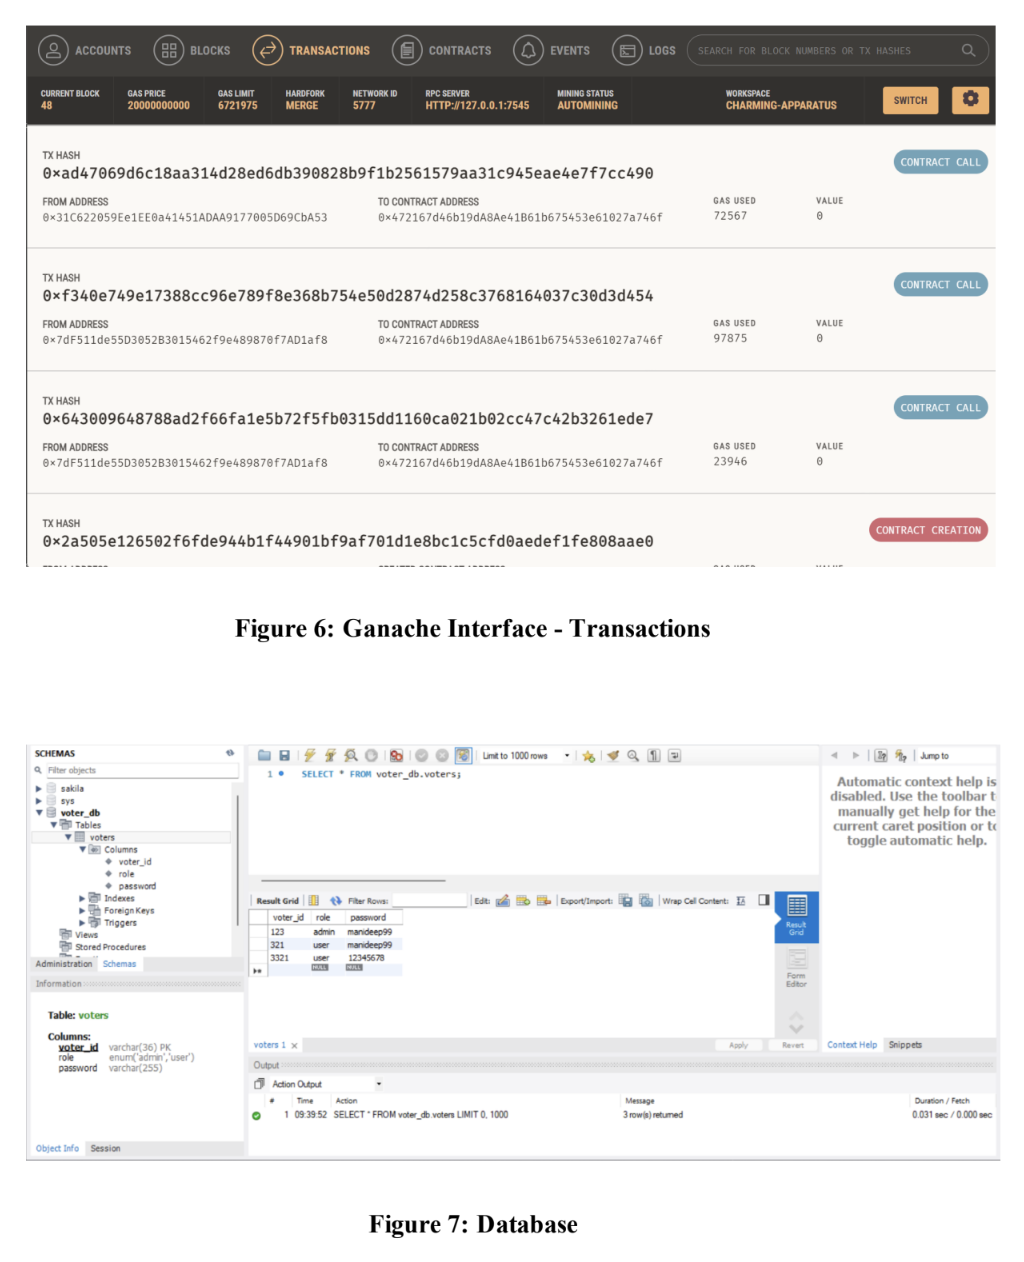 ACCOUNTS BLOCKS TRANSACTIONS CONTRACTS EVENTS LOGS SEARCH FOR BLOCK NUMBERS OR TX HASHES
CURRENT BLOCK GAS PRICE GAS LIMIT HARDFORK NETWORK ID RPC SERVER MINING STATUS WORKSPACE
48 20000000000 6721975 MERGE 5777 HTTP://127.0.0.1:7545 AUTOMINING CHARMING-APPARATUS SWITCH
TX HASH
0×ad47069d6c18aa314d28ed6db390828b9f1b2561579aa31c945eae4e7f7cc490 CONTRACT CALL
FROM ADDRESS TO CONTRACT ADDRESS GAS USED VALUE
0×31C622059Ee1EE0a41451ADAA9177005D69CbA53 0×472167d46b19dA8Ae41B61b675453e61027a746f 72567 0
TX HASH
0×f340e749e17388cc96e789f8e368b754e50d2874d258c3768164037c30d3d454 CONTRACT CALL
FROM ADDRESS TO CONTRACT ADDRESS GAS USED VALUE
0×7dF511de55D3052B3015462f9e489870f7AD1af8 0×472167d46b19dA8Ae41B61b675453e61027a746f 97875 0
TX HASH
0×643009648788ad2f66fa1e5b72f5fb0315dd1160ca021b02cc47c42b3261ede7 CONTRACT CALL
FROM ADDRESS TO CONTRACT ADDRESS GAS USED VALUE
0×7dF511de55D3052B3015462f9e489870f7AD1af8 0×472167d46b19dA8Ae41B61b675453e61027a746f 23946 0
TX HASH
0×2a505e126502f6fde944b1f44901bf9af701d1e8bc1c5cfd0aedef1fe808aae0 CONTRACT CREATION
Figure 6: Ganache Interface - Transactions
SCHEMAS
Filter objects
sakila
sys
voter_db
Tables
voters
Columns
voter_id
role
password
Indexes
Foreign Keys
Triggers
Views
Stored Procedures
Administration Schemas
Information
Table: voters
Columns:
voter_id varchar(36) PK
role enum('admin','user')
password varchar(255)
Object Info Session
Limit to 1000 rows
1 SELECT * FROM voter_db.voters;
Result Grid Filter Rows: Edit: Export/Import: Wrap Cell Content:
voter_id role password
123 admin manideep99
321 user manideep99
3321 user 12345678
NULL NULL
Result
Grid
Form
Editor
voters 1 Apply Revert
Output
Action Output
# Time Action Message Duration / Fetch
1 09:39:52 SELECT * FROM voter_db.voters LIMIT 0, 1000 3 row(s) returned 0.031 sec / 0.000 sec
Jump to
Automatic context help is
disabled. Use the toolbar t
manually get help for the
current caret position or to
toggle automatic help.
Context Help Snippets
Figure 7: Database